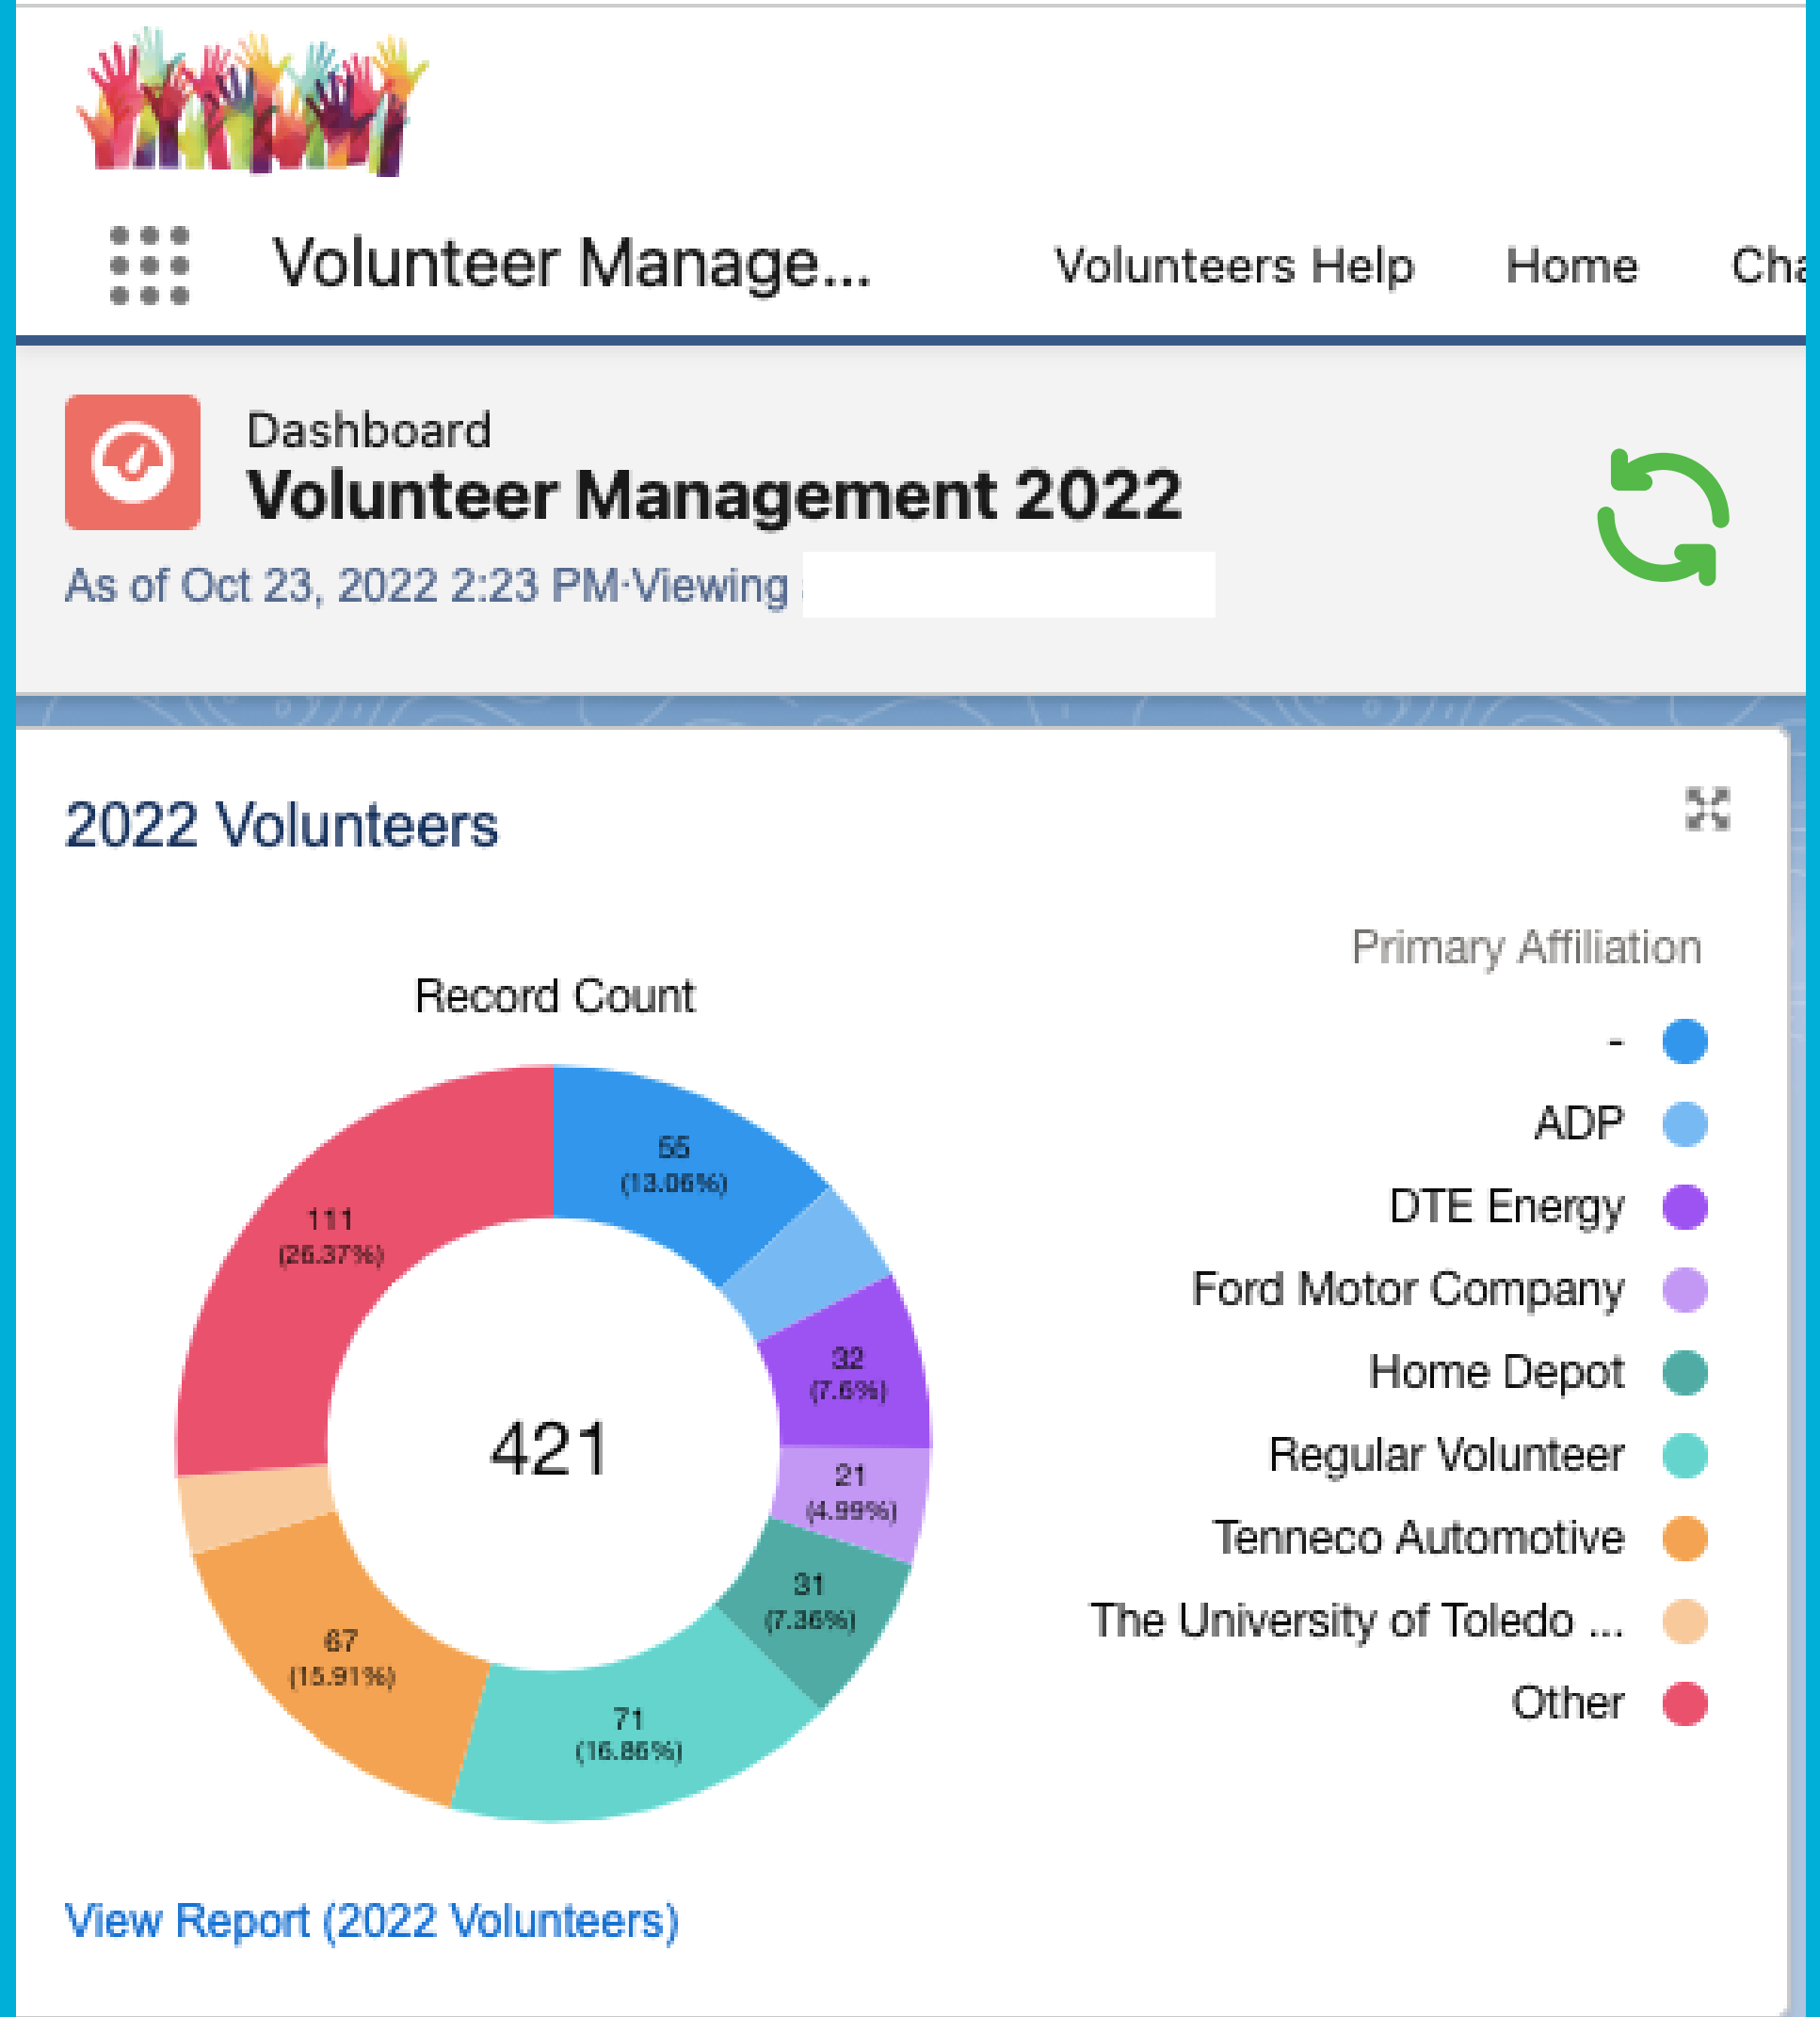 Volunteer Manage...
Volunteers Help
Home
Cha
Dashboard
Volunteer Management 2022
As of Oct 23, 2022 2:23 PM·Viewing
2022 Volunteers
Record Count
55
(13.06%)
32
(7.6%)
21
(4.99%)
31
(7.36%)
71
(16.86%)
67
(15.91%)
111
(26.37%)
421
Primary Affiliation
-
ADP
DTE Energy
Ford Motor Company
Home Depot
Regular Volunteer
Tenneco Automotive
The University of Toledo ...
Other
View Report (2022 Volunteers)